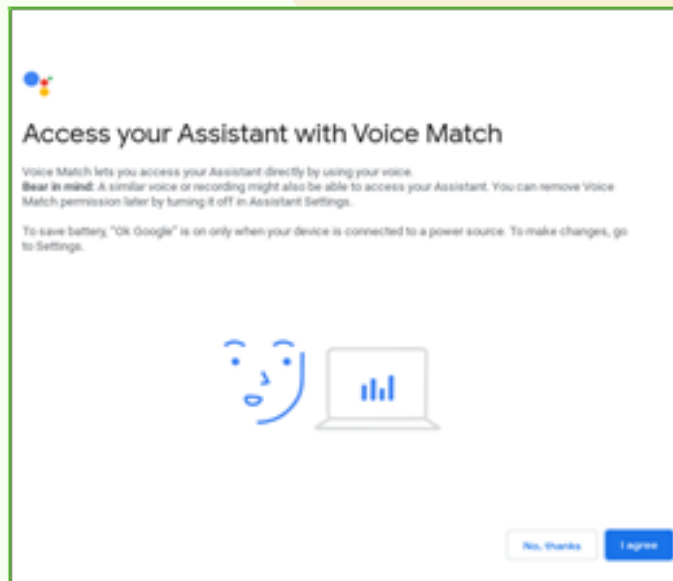 Access your Assistant with Voice Match
Voice Match lets you access your Assistant directly by using your voice.
Bear in mind: A similar voice or recording might also be able to access your Assistant. You can remove Voice
Match permission later by turning it off in Assistant Settings.
To save battery, "Ok Google" is on only when your device is connected to a power source. To make changes, go
to Settings.
No, thanks
I agree